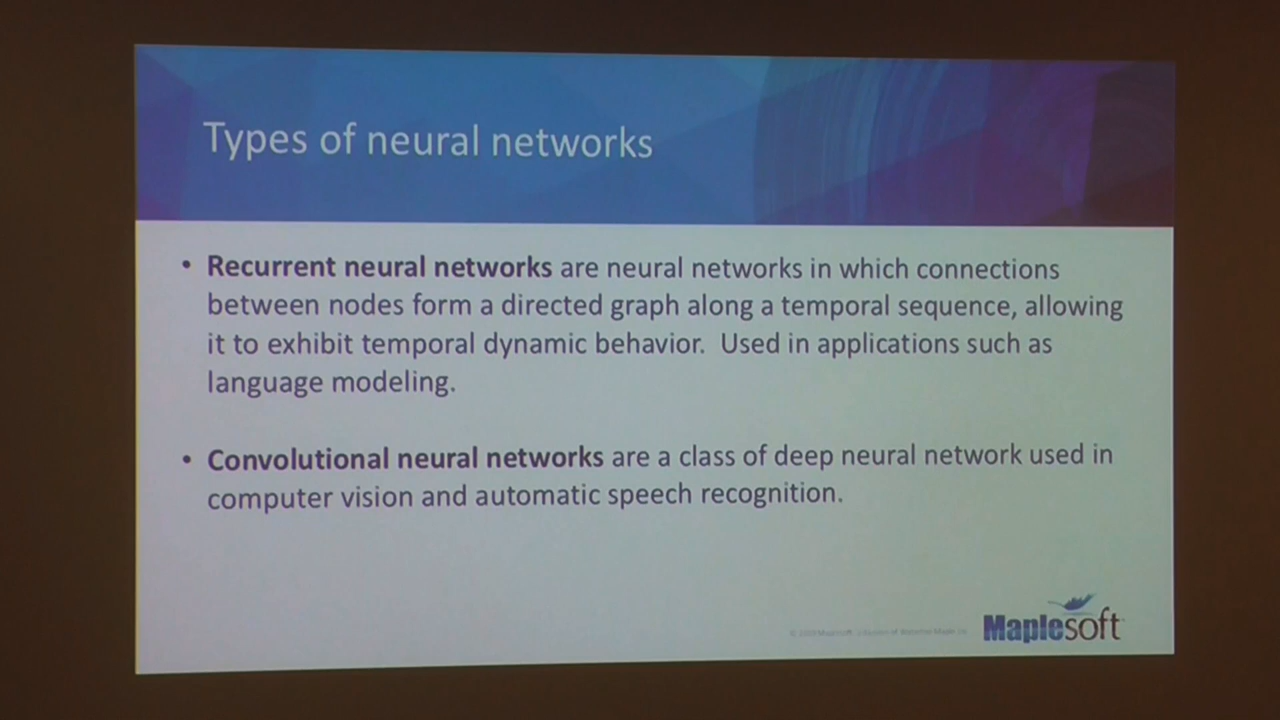 Types of neural networks
• Recurrent neural networks are neural networks in which connections
between nodes form a directed graph along a temporal sequence, allowing
it to exhibit temporal dynamic behavior. Used in applications such as
language modeling.
• Convolutional neural networks are a class of deep neural network used in
computer vision and automatic speech recognition.
Maplesoft